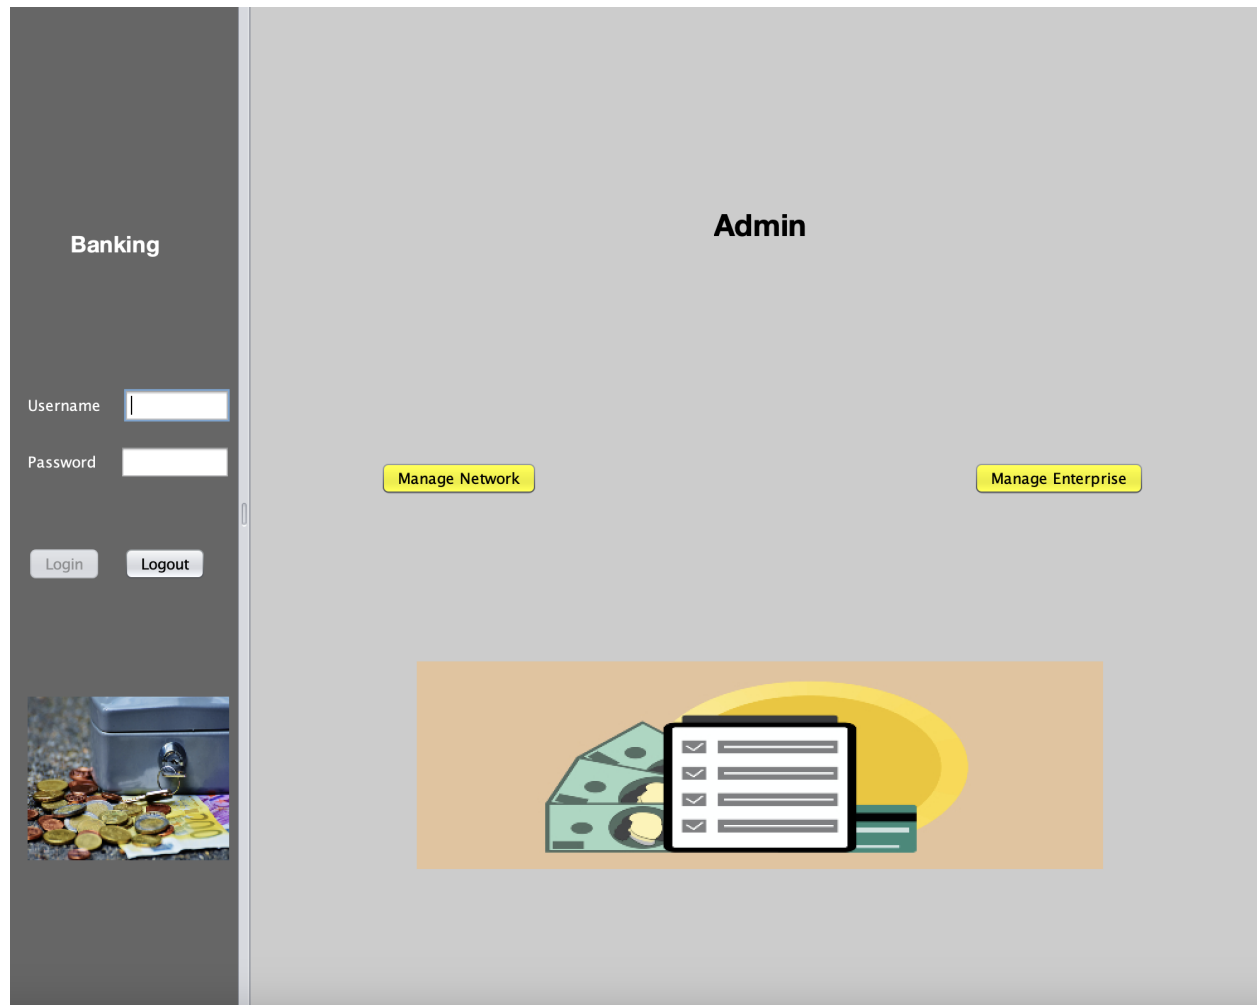 Banking
Username
Password
Login
Logout
Admin
Manage Network
Manage Enterprise